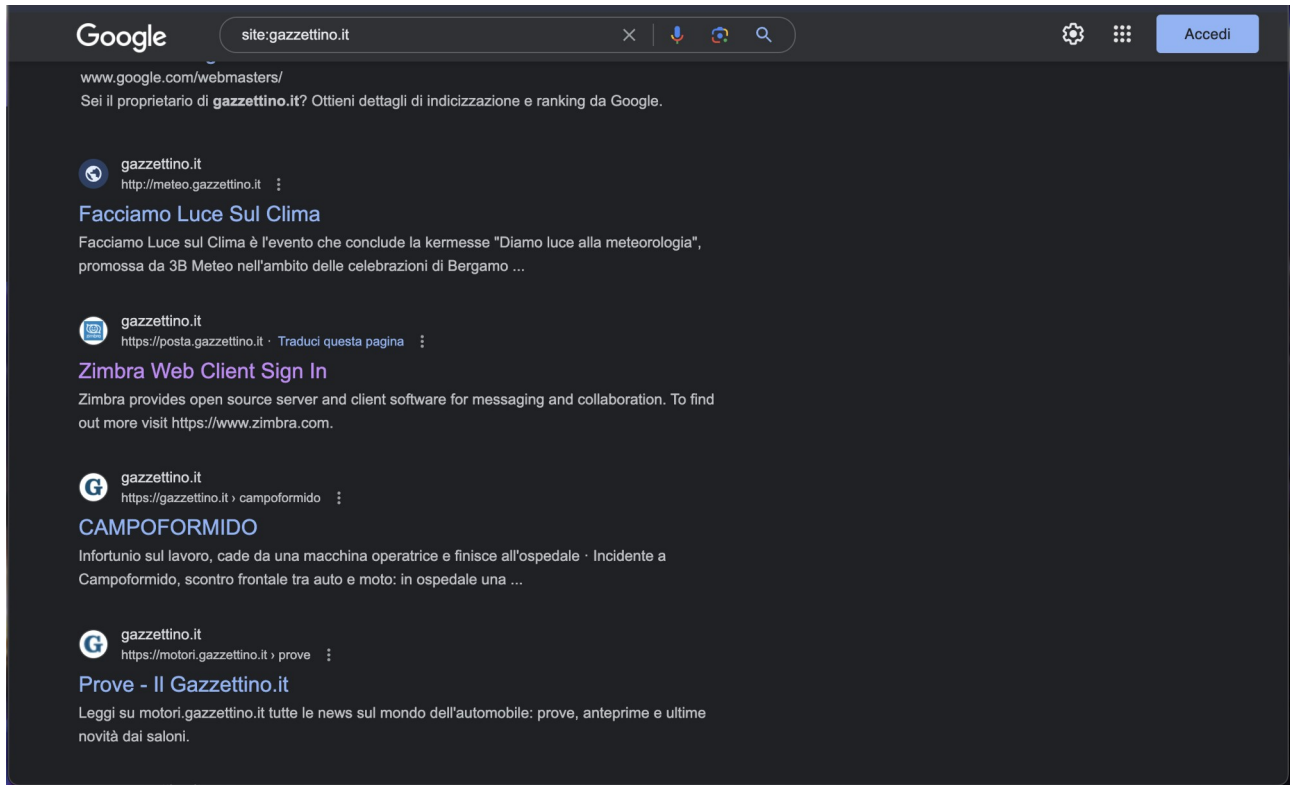 Google
site:gazzettino.it
Accedi
www.google.com/webmasters/
Sei il proprietario di gazzettino.it? Ottieni dettagli di indicizzazione e ranking da Google.
gazzettino.it
http://meteo.gazzettino.it
Facciamo Luce Sul Clima
Facciamo Luce sul Clima è l'evento che conclude la kermesse "Diamo luce alla meteorologia",
promossa da 3B Meteo nell'ambito delle celebrazioni di Bergamo ...
gazzettino.it
https://posta.gazzettino.it · Traduci questa pagina
Zimbra Web Client Sign In
Zimbra provides open source server and client software for messaging and collaboration. To find
out more visit https://www.zimbra.com.
G
gazzettino.it
https://gazzettino.it › campoformido
CAMPOFORMIDO
Infortunio sul lavoro, cade da una macchina operatrice e finisce all'ospedale · Incidente a
Campoformido, scontro frontale tra auto e moto: in ospedale una ...
G
gazzettino.it
https://motori.gazzettino.it › prove
Prove - Il Gazzettino.it
Leggi su motori.gazzettino.it tutte le news sul mondo dell'automobile: prove, anteprime e ultime
novità dai saloni.